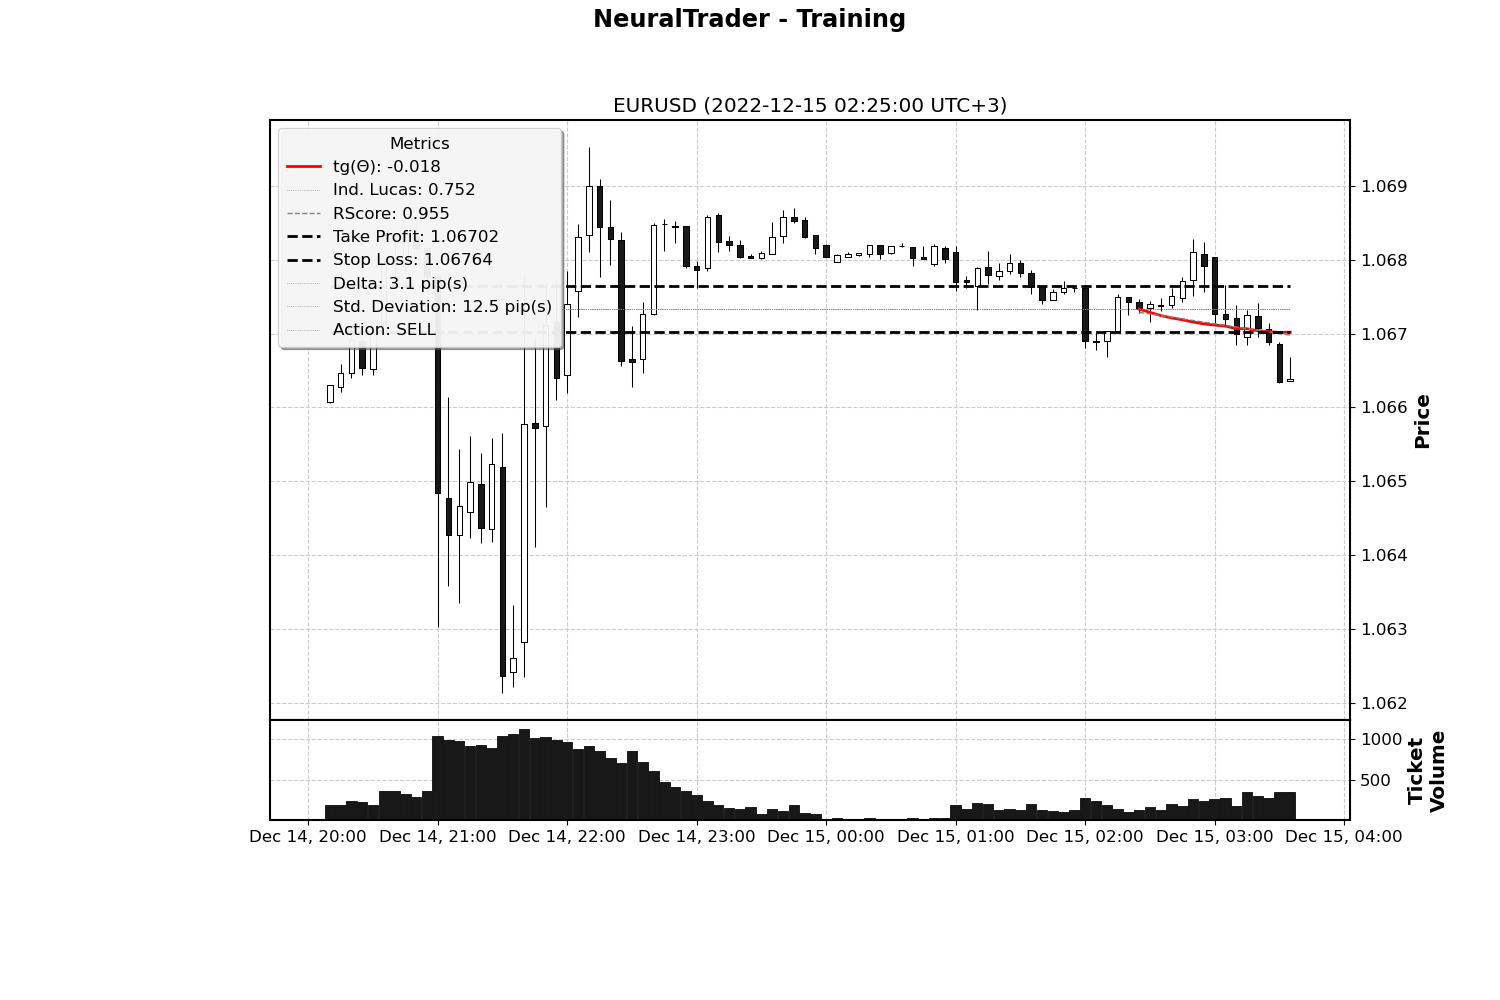 NeuralTrader - Training
EURUSD (2022-12-15 02:25:00 UTC+3)
Metrics
tg(Θ): -0.018
Ind. Lucas: 0.752
RScore: 0.955
Take Profit: 1.06702
Stop Loss: 1.06764
Delta: 3.1 pip(s)
Std. Deviation: 12.5 pip(s)
Action: SELL
1.069
1.068
1.067
1.066
1.065
1.064
1.063
1.062
Price
1000
500
Ticket
Volume
Dec 14, 20:00
Dec 14, 21:00
Dec 14, 22:00
Dec 14, 23:00
Dec 15, 00:00
Dec 15, 01:00
Dec 15, 02:00
Dec 15, 03:00
Dec 15, 04:00